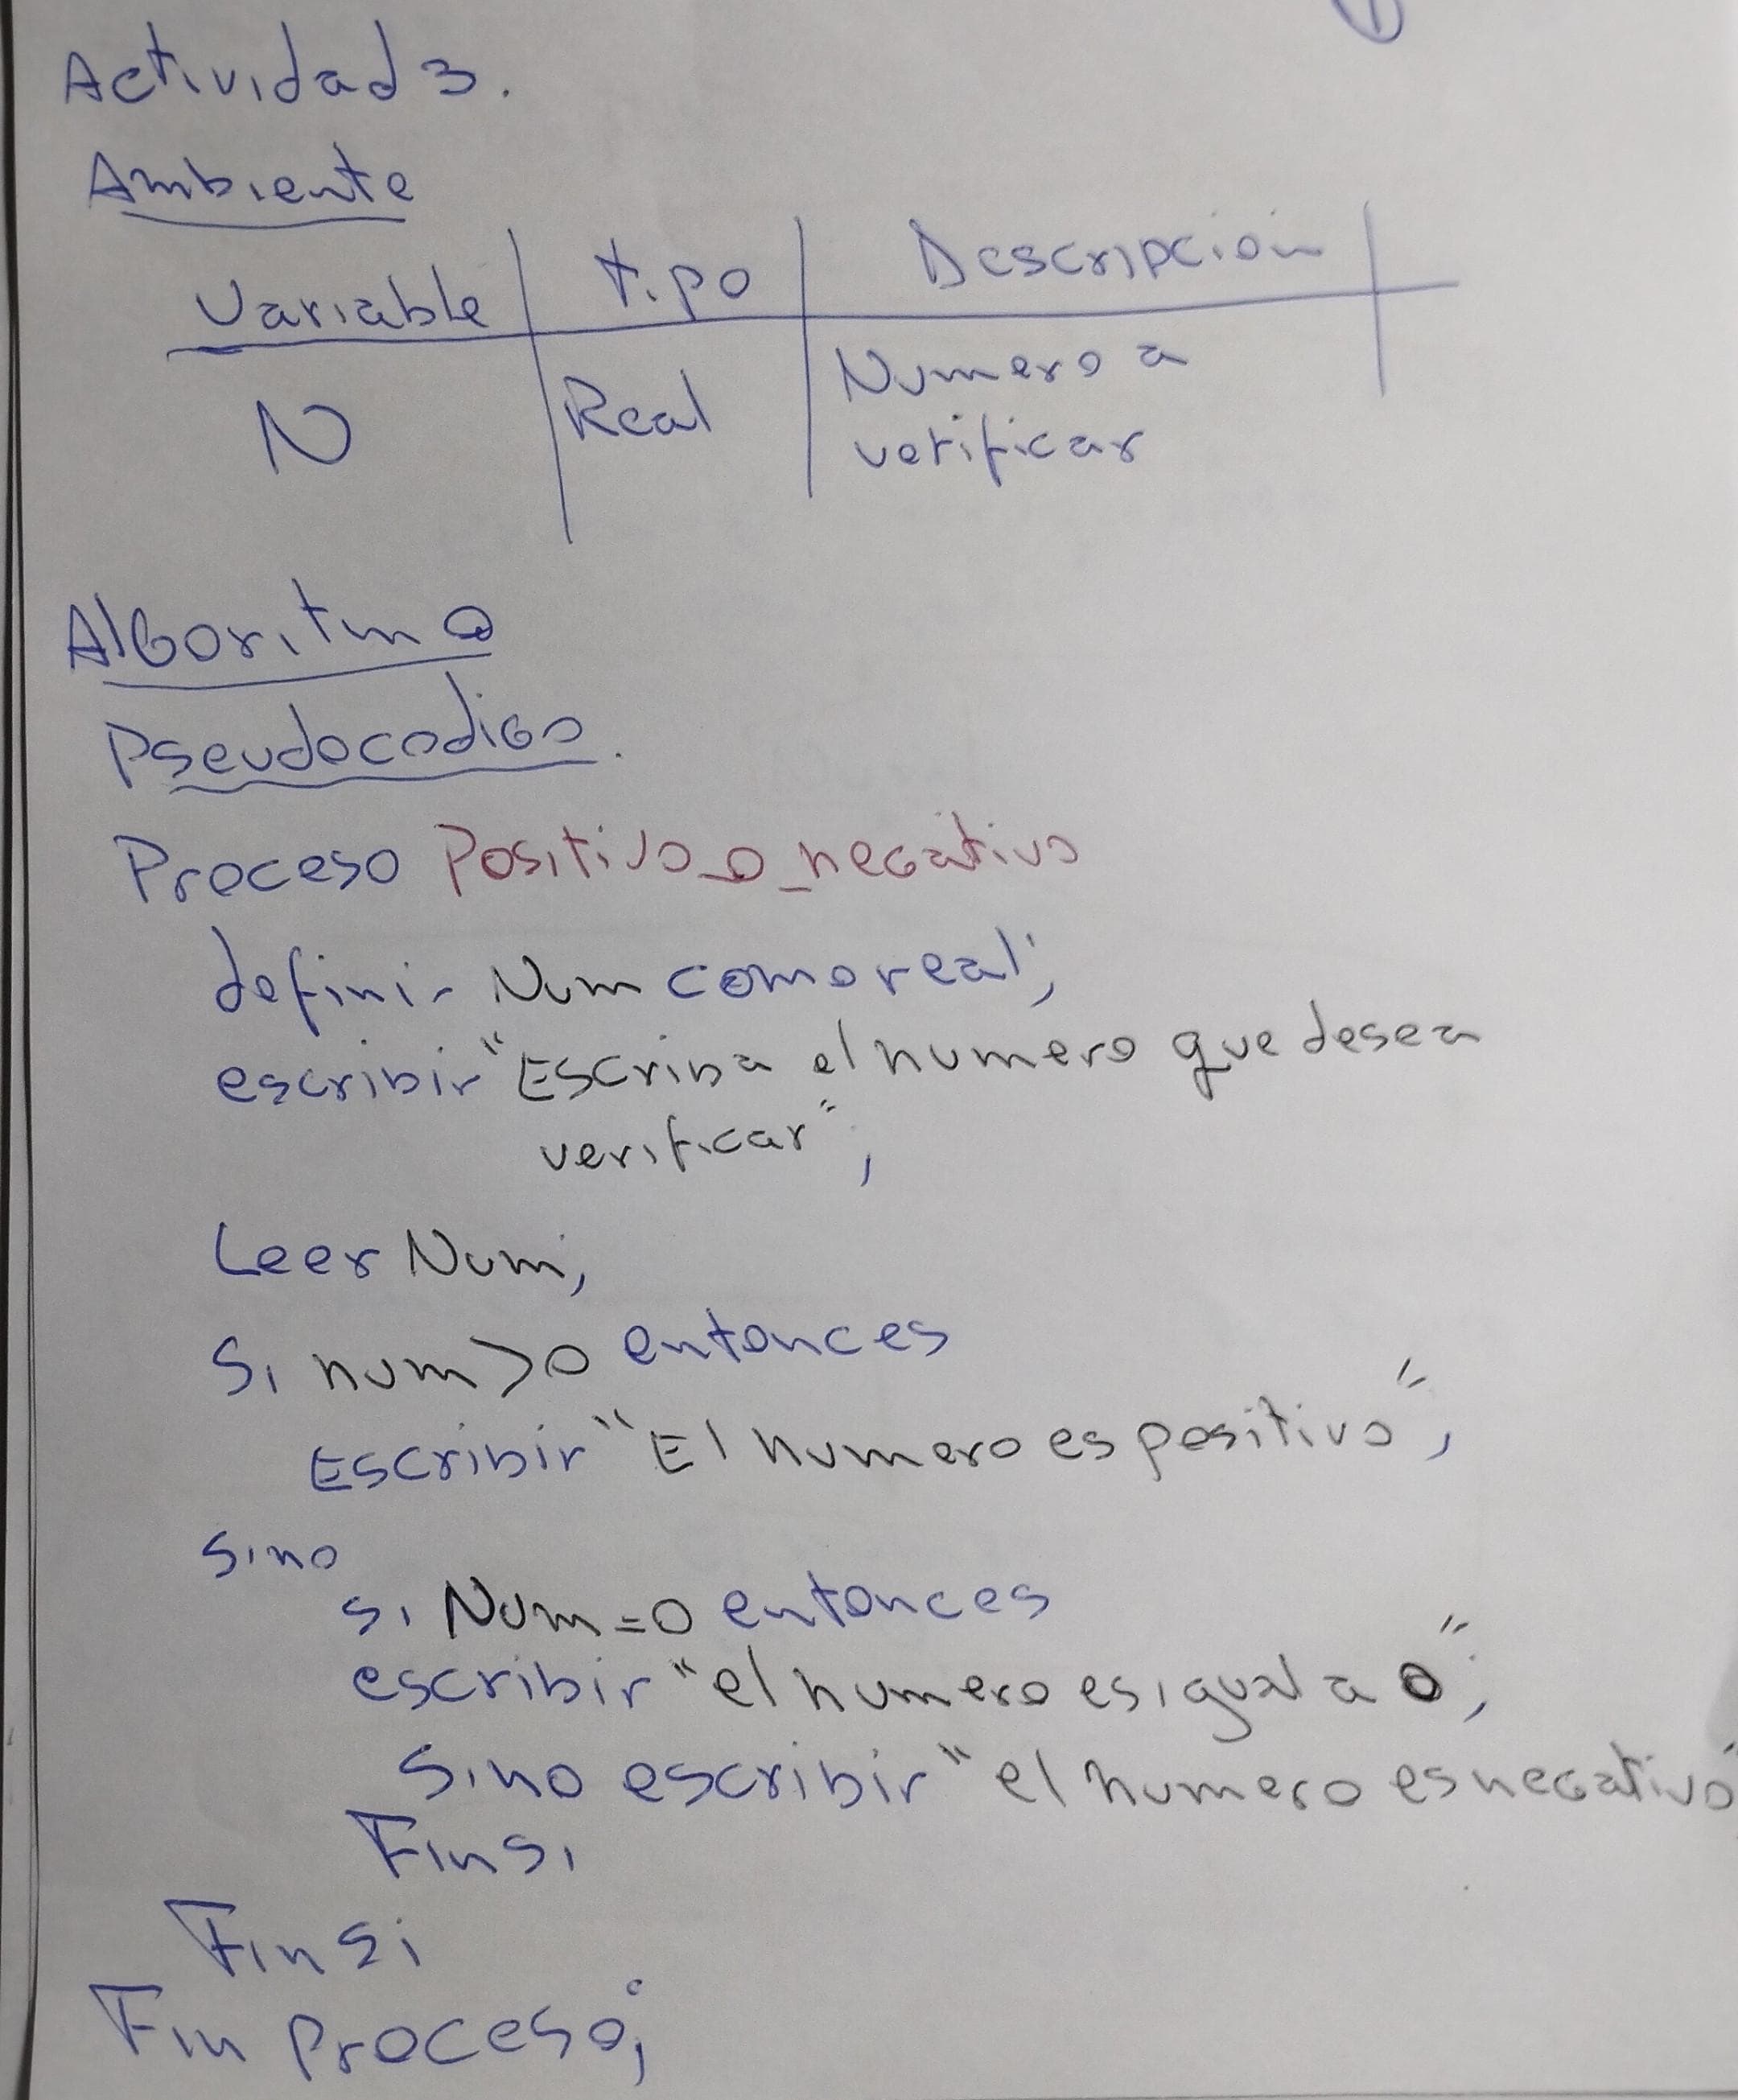 1
Actividad 3.
Ambiente
Variable tipo Descripcion
N Real Numero a
verificar
Algoritmo
Pseudocodigo.
Proceso Positivo_o_negativo
definir Num como real;
escribir "Escriba el numero que desea
verificar";
Leer Num;
Si num>0 entonces
Escribir "El numero es positivo";
sino
si Num=0 entonces
escribir "el numero es igual a 0";
Sino escribir "el numero es negativo"
Finsi
Finsi
Fin proceso;